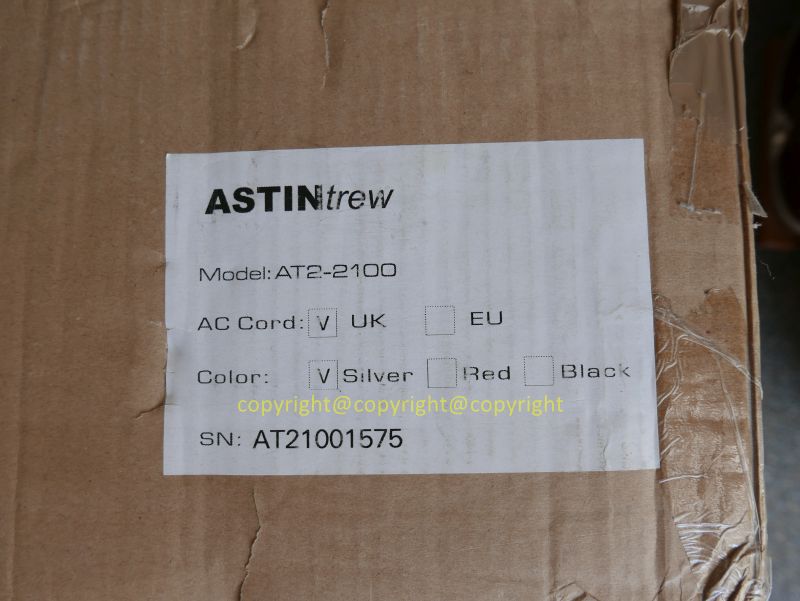 ASTINtrew
Model: AT2-2100
AC Cord: V UK EU
Color: V Silver Red Black
copyright@copyright@copyright
SN: AT21001575